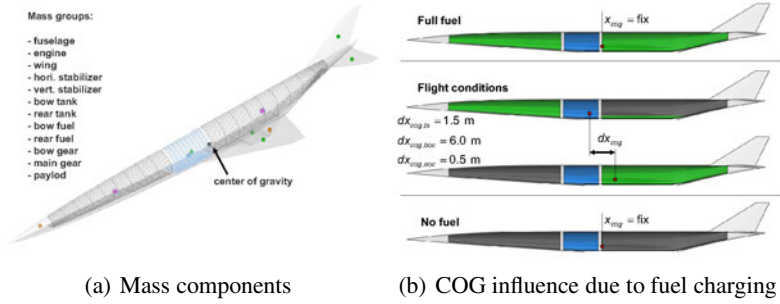 Mass groups:
- fuselage
- engine
- wing
- hori. stabilizer
- vert. stabilizer
- bow tank
- rear tank
- bow fuel
- rear fuel
- bow gear
- main gear
- paylod
center of gravity
(a) Mass components
Full fuel
x_cog = fix
Flight conditions
dx_cog,ts = 1.5 m
dx_cog,boc = 6.0 m
dx_cog,eoc = 0.5 m
dx_cog
No fuel
x_cog = fix
(b) COG influence due to fuel charging